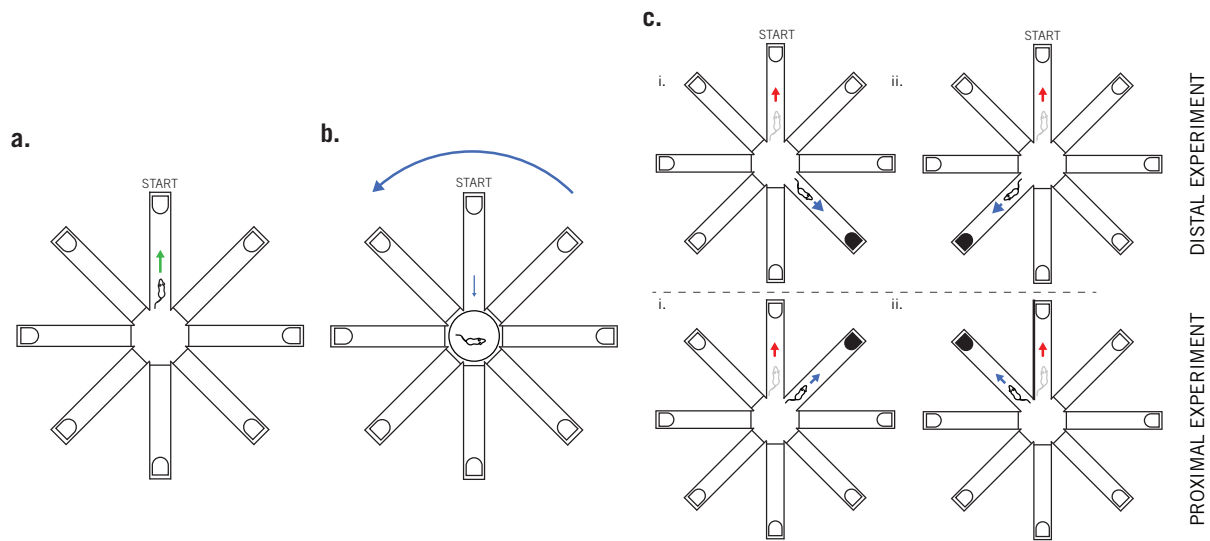 a.
START
b.
START
c.
START
i.
START
ii.
DISTAL EXPERIMENT
i.
ii.
PROXIMAL EXPERIMENT